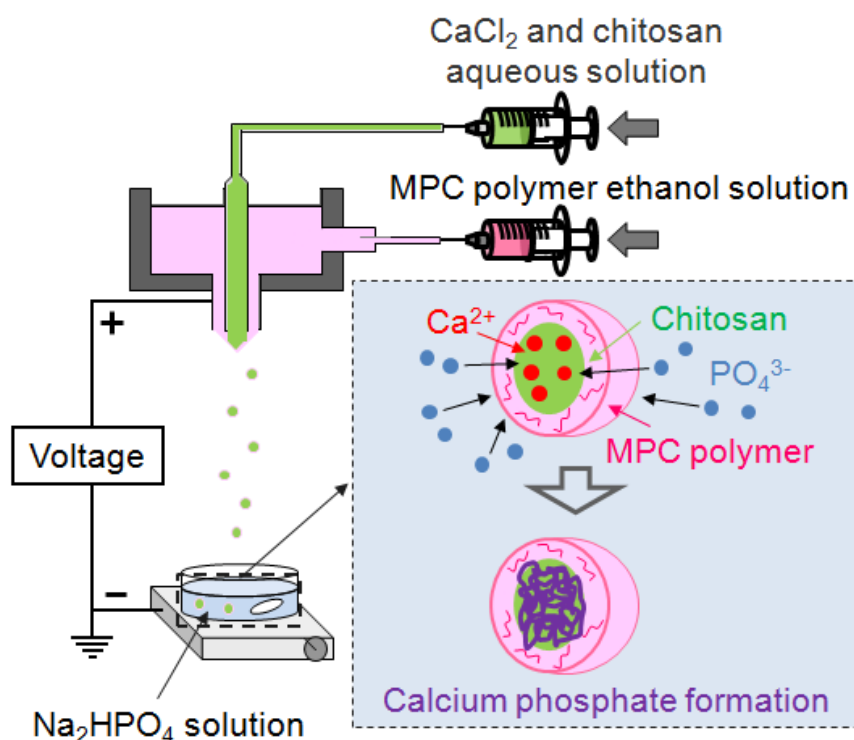 CaCl₂ and chitosan
aqueous solution
MPC polymer ethanol solution
+
Ca²⁺
Chitosan
PO₄³⁻
MPC polymer
Voltage
−
Calcium phosphate formation
Na₂HPO₄ solution